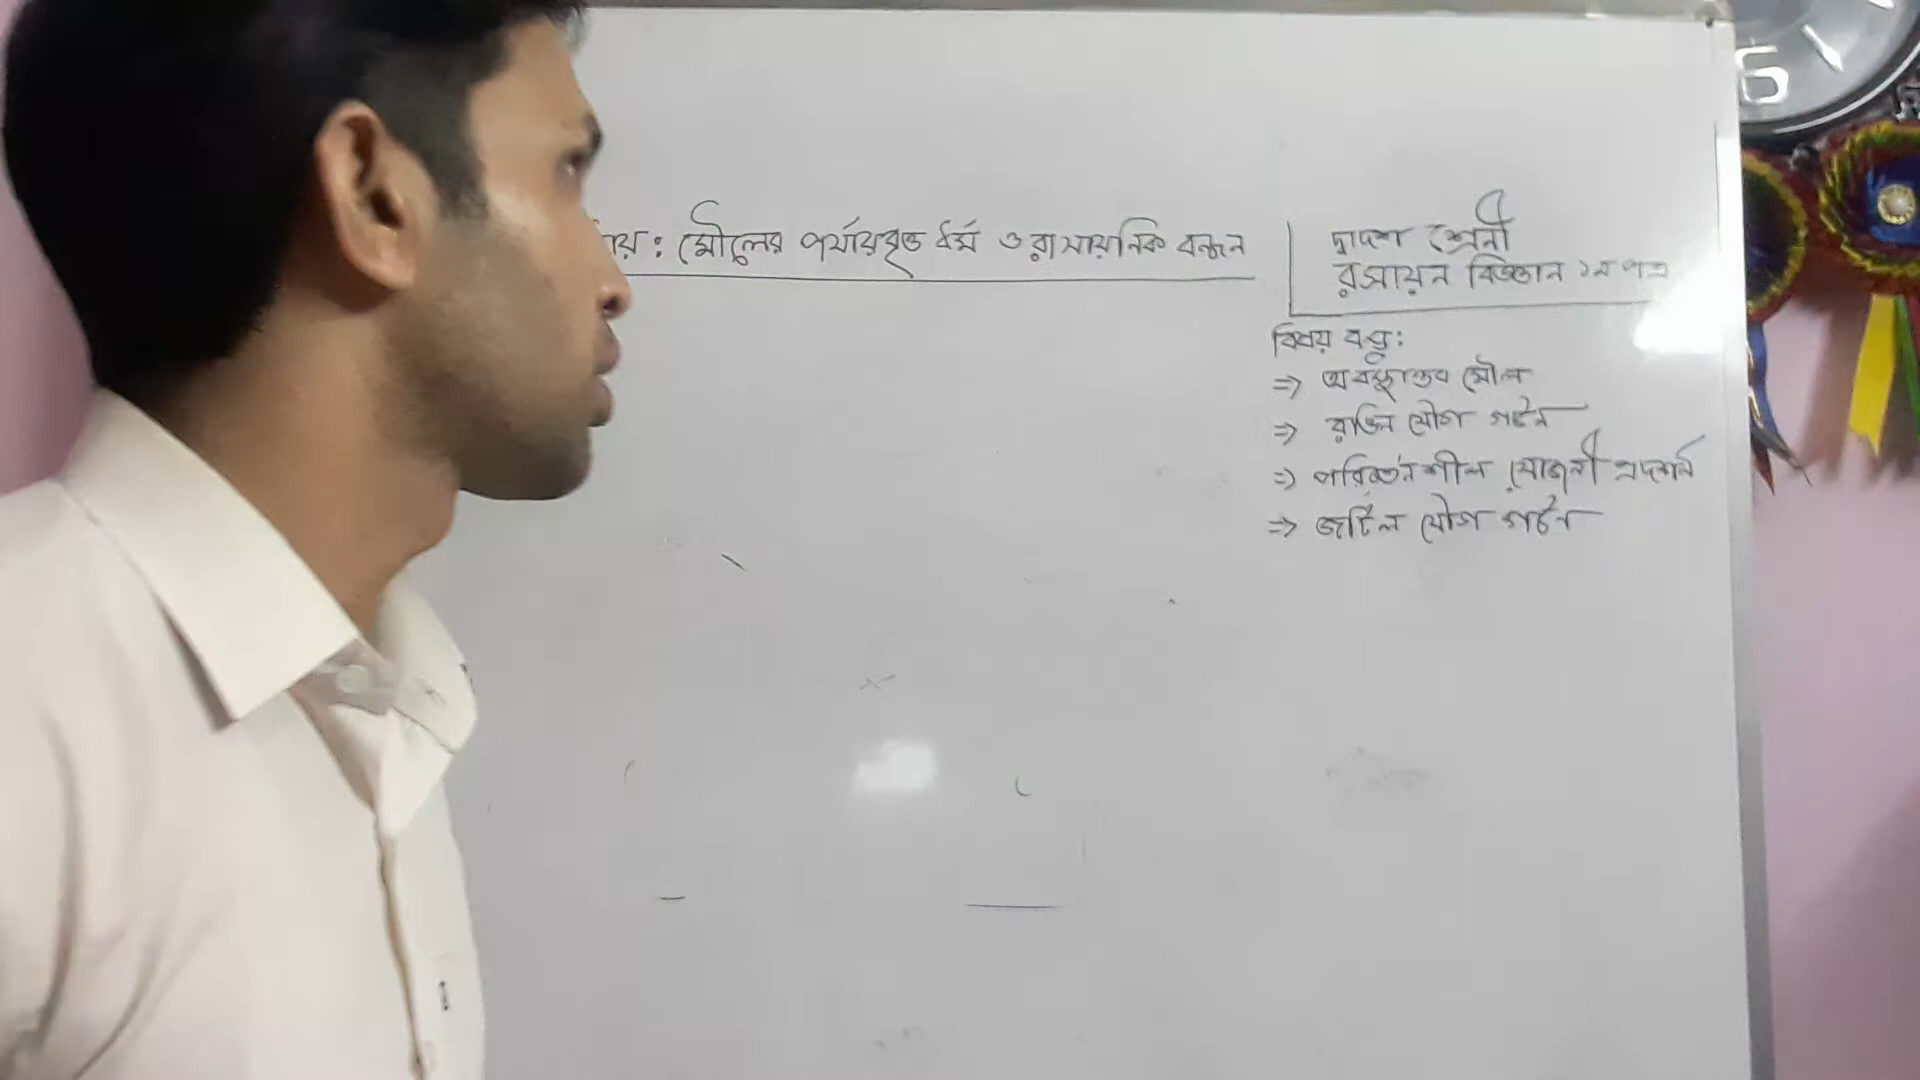 য়: মৌলের পর্যায়বৃত্ত ধর্ম ও রাসায়নিক বন্ধন
দ্বাদশ শ্রেনী
রসায়ন বিজ্ঞান ১ম পত্র
বিষয় বস্তু:
=> অবস্থান্তর মৌল
=> রঙিন যৌগ গঠন
=> পরিবর্তনশীল যোজনী প্রদর্শন
=> জটিল যৌগ গঠন
6